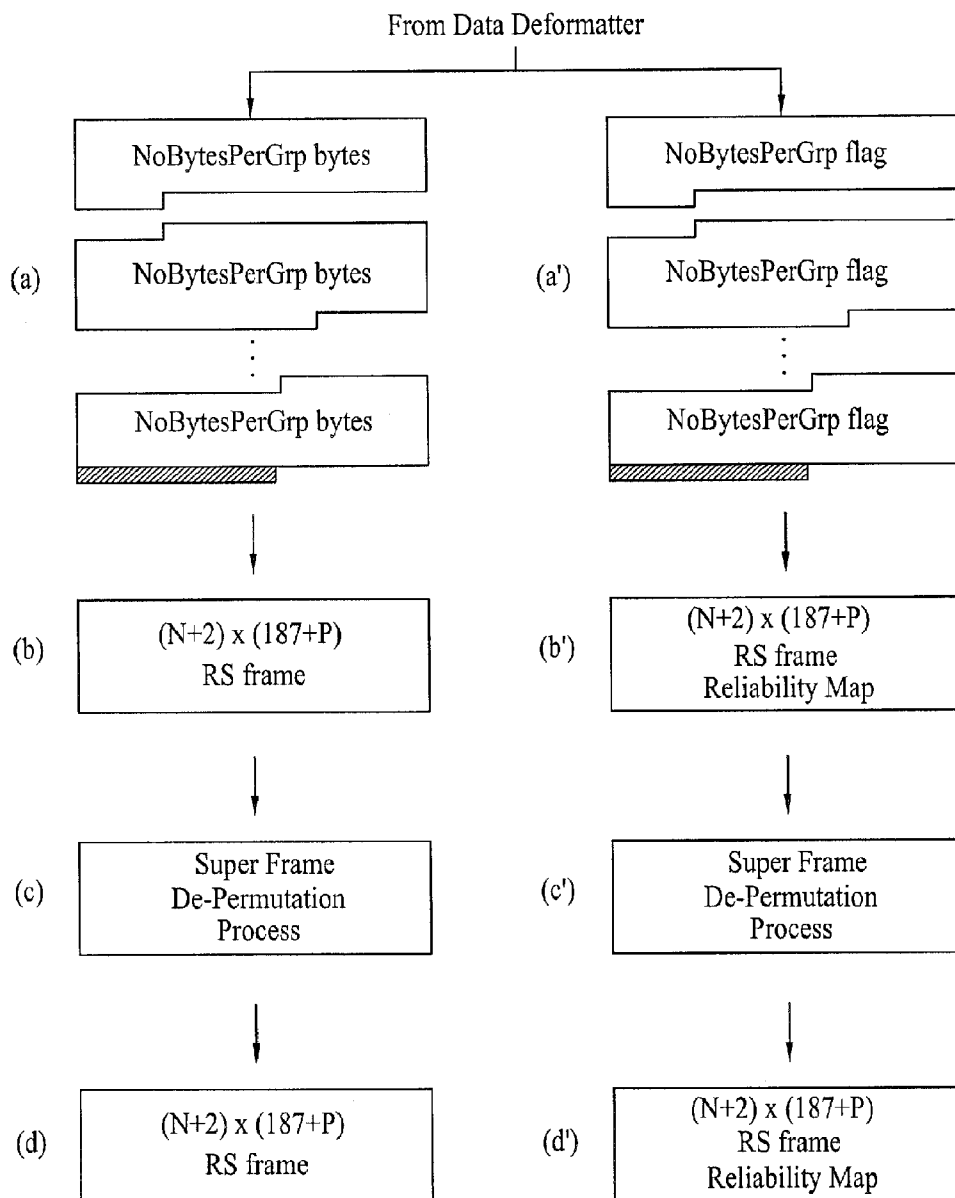 From Data Deformatter
NoBytesPerGrp bytes
NoBytesPerGrp flag
(a)
NoBytesPerGrp bytes
(a')
NoBytesPerGrp flag
NoBytesPerGrp bytes
NoBytesPerGrp flag
(b)
(N+2) x (187+P)
RS frame
(b')
(N+2) x (187+P)
RS frame
Reliability Map
(c)
Super Frame
De-Permutation
Process
(c')
Super Frame
De-Permutation
Process
(d)
(N+2) x (187+P)
RS frame
(d')
(N+2) x (187+P)
RS frame
Reliability Map